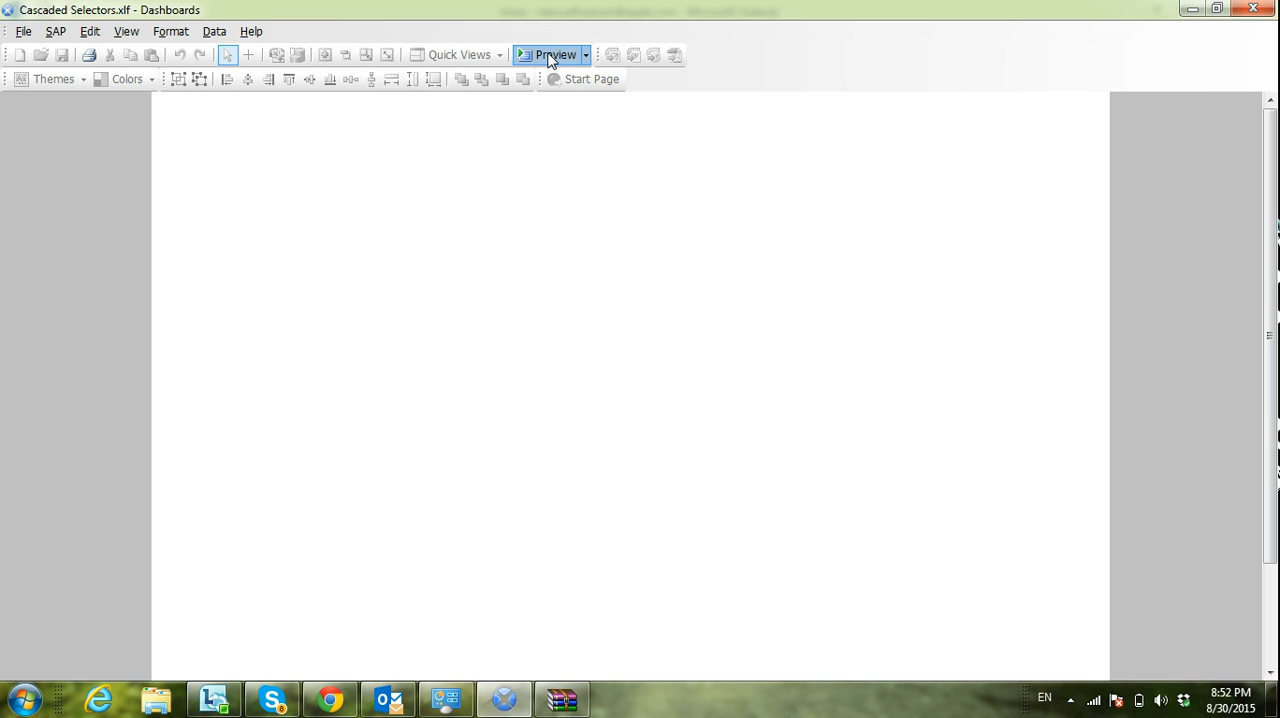 Cascaded Selectors.xlf - Dashboards
File SAP Edit View Format Data Help
Quick Views Preview
Themes Colors Start Page
EN 8:52 PM
8/30/2015
8